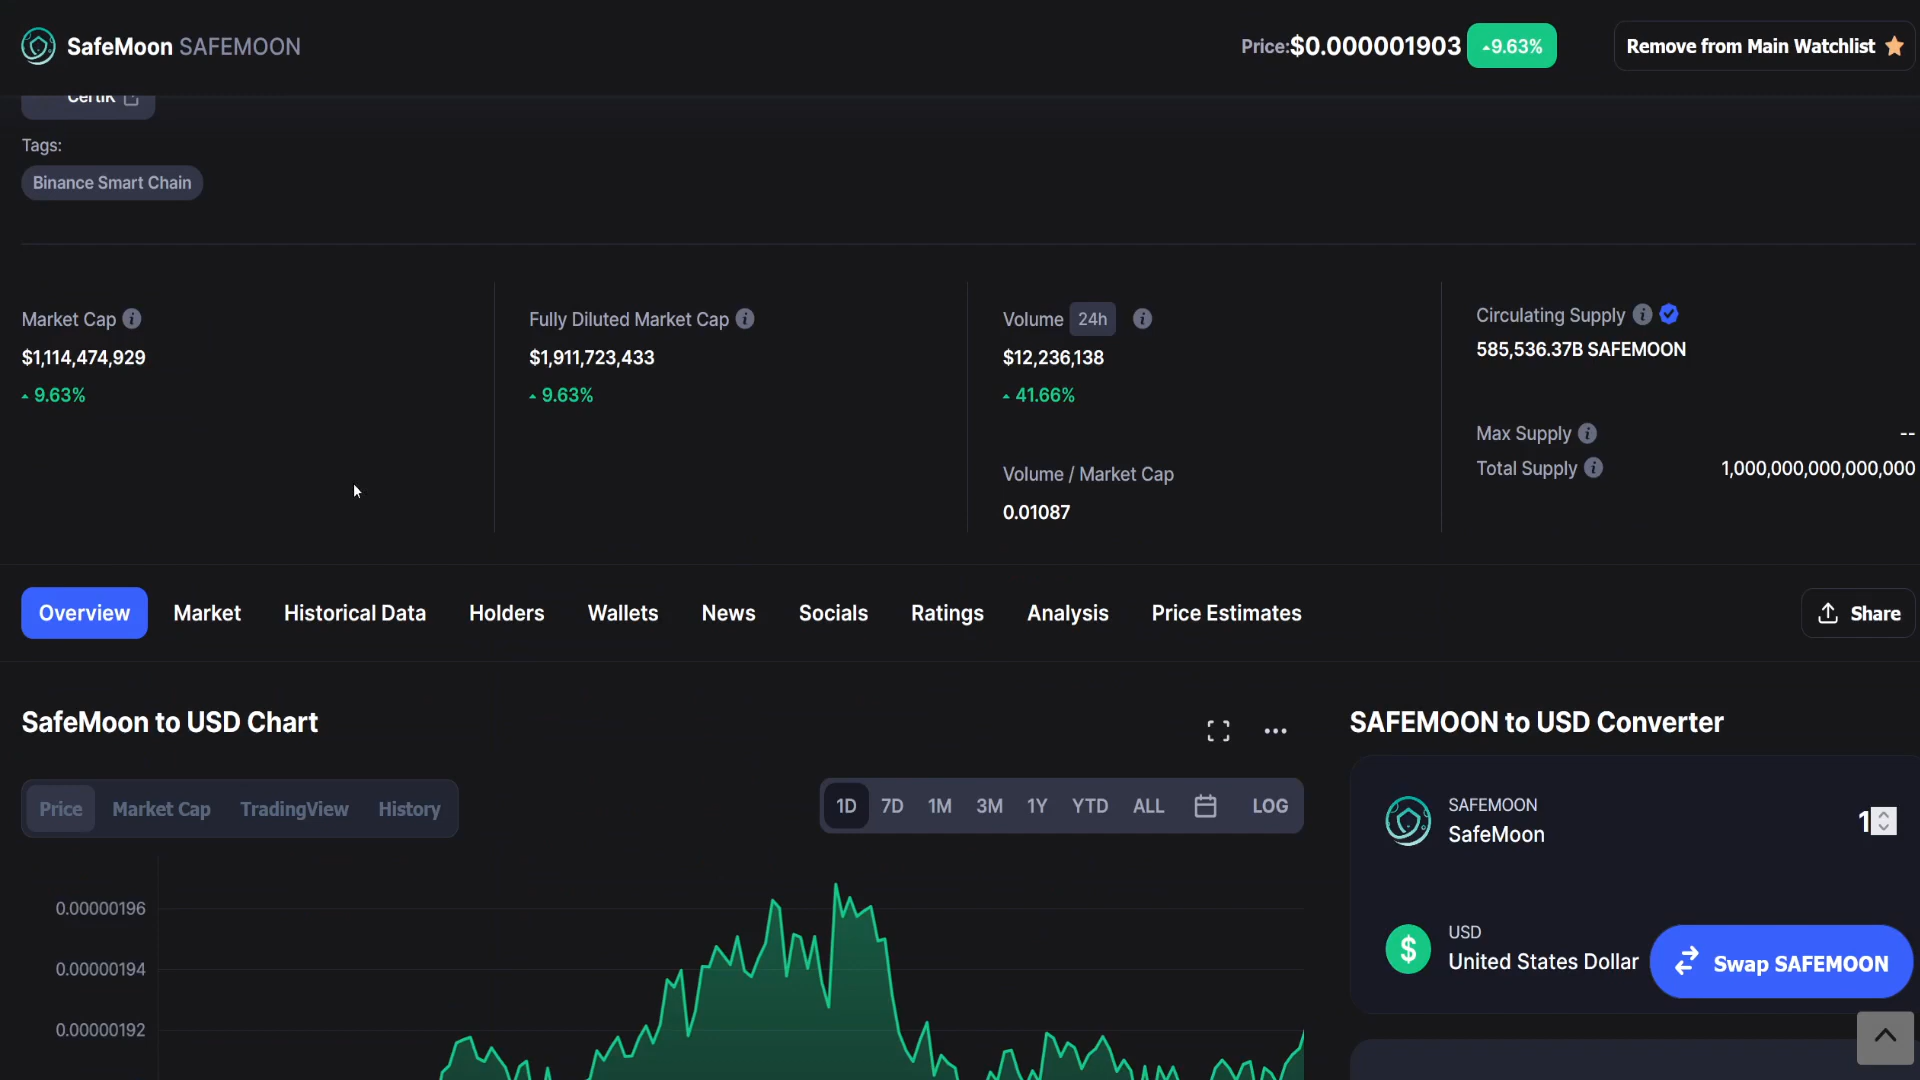 SafeMoon SAFEMOON
Price:$0.000001903 9.63%
Remove from Main Watchlist
CertiK
Tags:
Binance Smart Chain
Market Cap
$1,114,474,929
9.63%
Fully Diluted Market Cap
$1,911,723,433
9.63%
Volume 24h
$12,236,138
41.66%
Volume / Market Cap
0.01087
Circulating Supply
585,536.37B SAFEMOON
Max Supply --
Total Supply 1,000,000,000,000,000
Overview Market Historical Data Holders Wallets News Socials Ratings Analysis Price Estimates
Share
SafeMoon to USD Chart
Price Market Cap TradingView History
1D 7D 1M 3M 1Y YTD ALL LOG
0.00000196
0.00000194
0.00000192
SAFEMOON to USD Converter
SAFEMOON
SafeMoon
1
USD
United States Dollar
Swap SAFEMOON